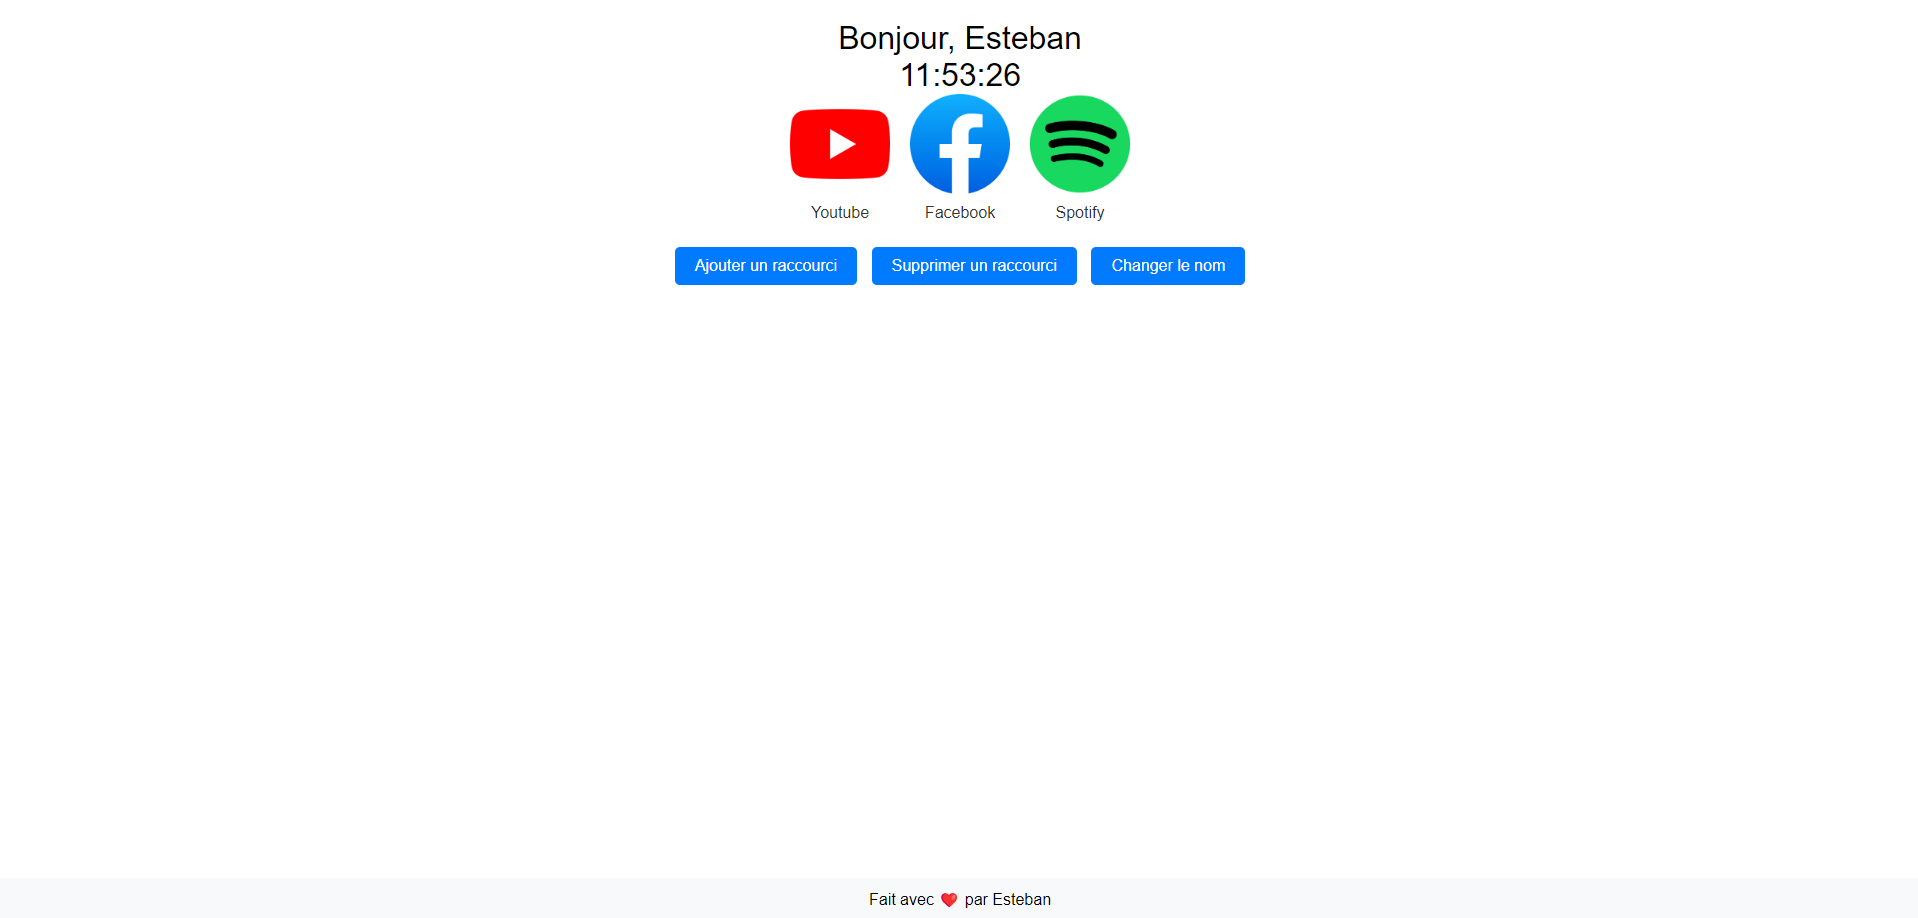 Bonjour, Esteban
11:53:26
Youtube Facebook Spotify
Ajouter un raccourci Supprimer un raccourci Changer le nom
Fait avec ❤️ par Esteban